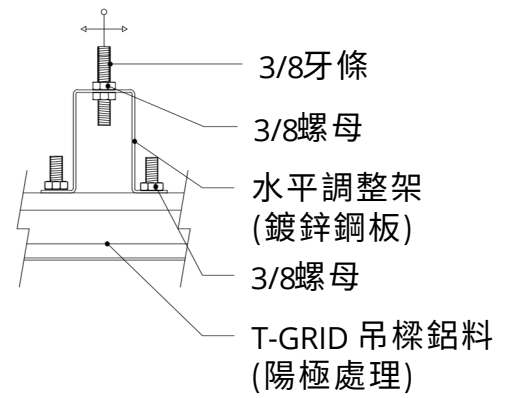 3/8牙條
3/8螺母
水平調整架
(鍍鋅鋼板)
3/8螺母
T-GRID 吊樑鋁料
(陽極處理)